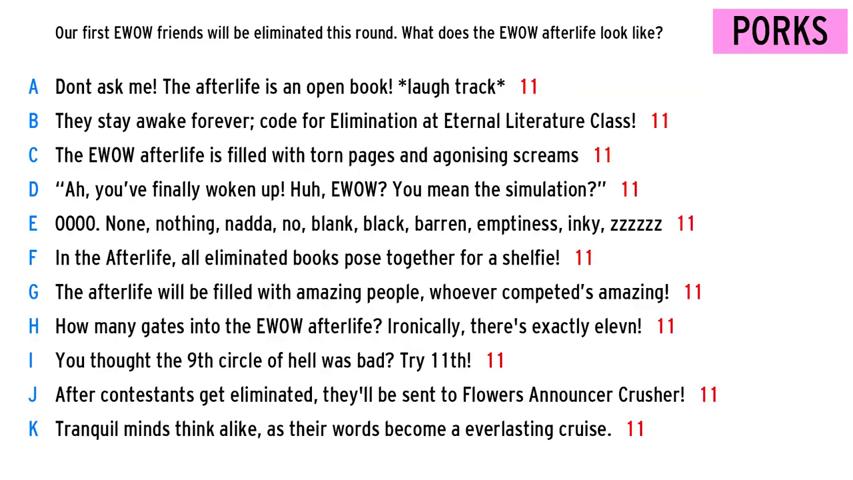 Our first EWOW friends will be eliminated this round. What does the EWOW afterlife look like?
PORKS
A Dont ask me! The afterlife is an open book! *laugh track* 11
B They stay awake forever; code for Elimination at Eternal Literature Class! 11
C The EWOW afterlife is filled with torn pages and agonising screams 11
D “Ah, you’ve finally woken up! Huh, EWOW? You mean the simulation?” 11
E OOOO. None, nothing, nadda, no, blank, black, barren, emptiness, inky, zzzzzz 11
F In the Afterlife, all eliminated books pose together for a shelfie! 11
G The afterlife will be filled with amazing people, whoever competed’s amazing! 11
H How many gates into the EWOW afterlife? Ironically, there's exactly elevn! 11
I You thought the 9th circle of hell was bad? Try 11th! 11
J After contestants get eliminated, they'll be sent to Flowers Announcer Crusher! 11
K Tranquil minds think alike, as their words become a everlasting cruise. 11